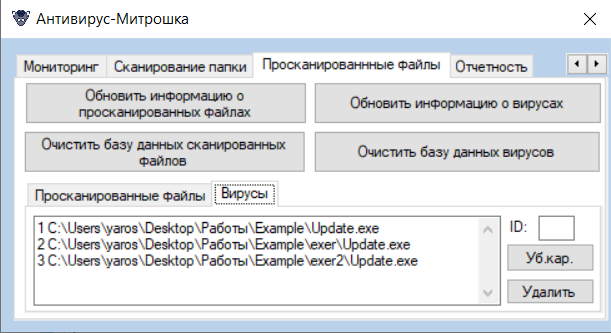 Антивирус-Митрошка
Мониторинг Сканирование папки Просканированнные файлы Отчетность
Обновить информацию о просканированных файлах
Обновить информацию о вирусах
Очистить базу данных сканированных файлов
Очистить базу данных вирусов
Просканированные файлы Вирусы
1 C:\Users\yaros\Desktop\Работы\Example\Update.exe
2 C:\Users\yaros\Desktop\Работы\Example\exer\Update.exe
3 C:\Users\yaros\Desktop\Работы\Example\exer2\Update.exe
ID:
Уб.кар.
Удалить